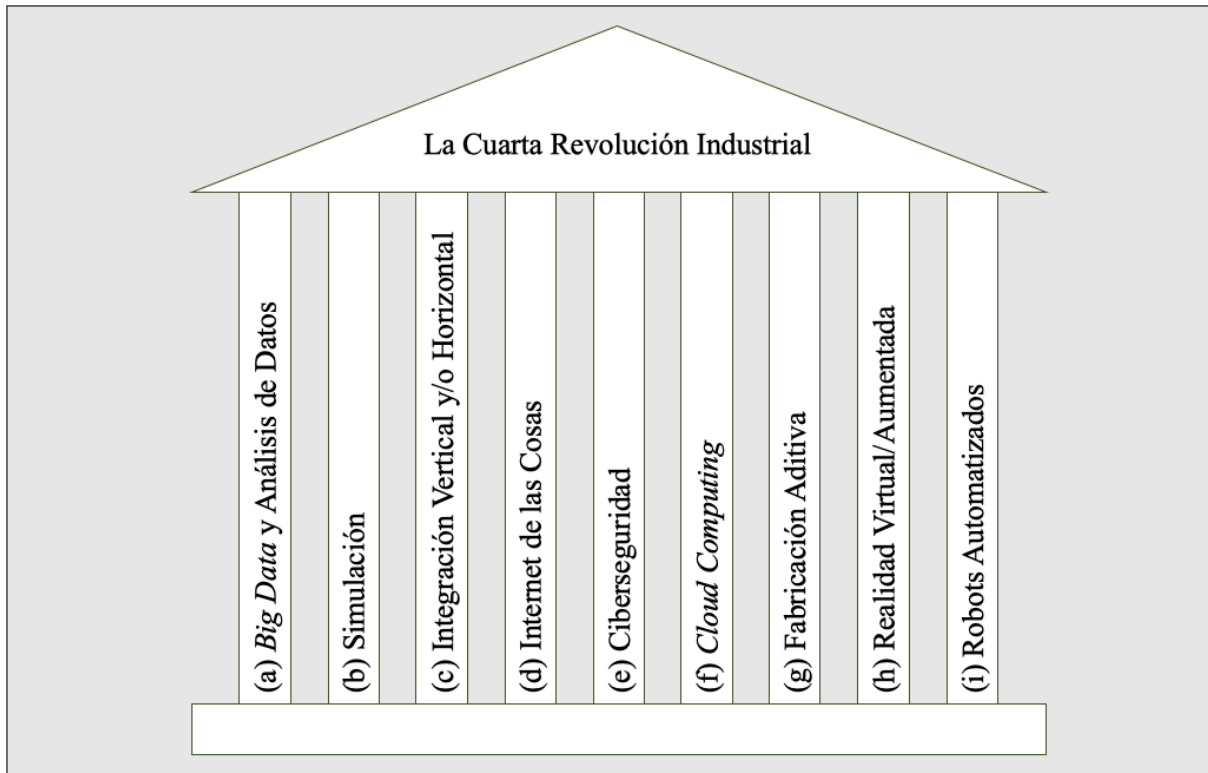 La Cuarta Revolución Industrial
(a) Big Data y Análisis de Datos
(b) Simulación
(c) Integración Vertical y/o Horizontal
(d) Internet de las Cosas
(e) Ciberseguridad
(f) Cloud Computing
(g) Fabricación Aditiva
(h) Realidad Virtual/Aumentada
(i) Robots Automatizados